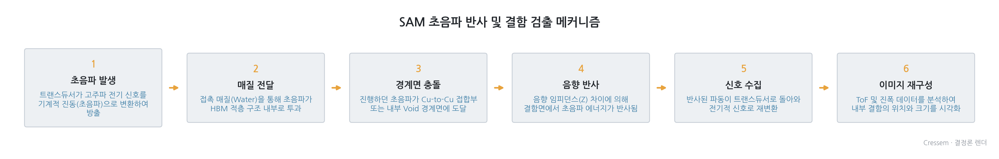 SAM 초음파 반사 및 결함 검출 메커니즘
1
초음파 발생
트랜스듀서가 고주파 전기 신호를
기계적 진동(초음파)으로 변환하여
방출
2
매질 전달
접촉 매질(Water)을 통해 초음파가
HBM 적층 구조 내부로 투과
3
경계면 충돌
진행하던 초음파가 Cu-to-Cu 접합부
또는 내부 Void 경계면에 도달
4
음향 반사
음향 임피던스(Z) 차이에 의해
결함면에서 초음파 에너지가 반사됨
5
신호 수집
반사된 파동이 트랜스듀서로 돌아와
전기적 신호로 재변환
6
이미지 재구성
ToF 및 진폭 데이터를 분석하여
내부 결함의 위치와 크기를 시각화
Cressem · 결정론 렌더